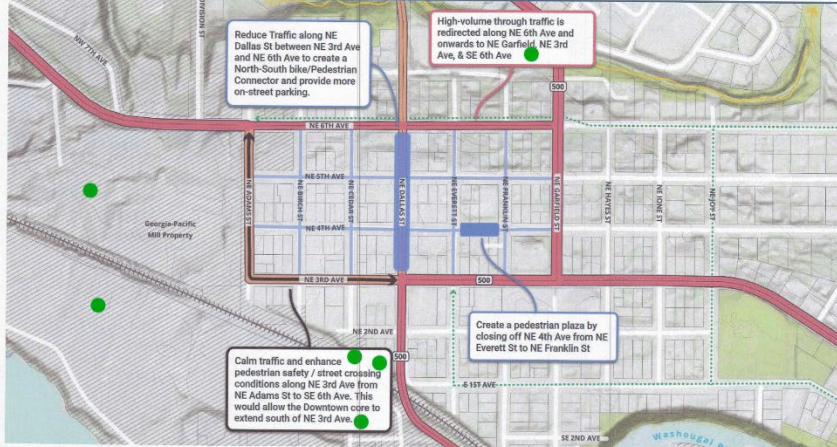 DIVISION ST
NW 7TH AVE
Reduce Traffic along NE
Dallas St between NE 3rd Ave
and NE 6th Ave to create a
North-South bike/Pedestrian
Connector and provide more
on-street parking.
High-volume through traffic is
redirected along NE 6th Ave and
onwards to NE Garfield, NE 3rd
Ave, & SE 6th Ave
500
NE 6TH AVE
NE 5TH AVE
NE ADAMS ST
NE BIRCH ST
NE CEDAR ST
NE DALLAS ST
NE EVERETT ST
NE FRANKLIN ST
NE GARFIELD ST
NE HAYES ST
NE IONE ST
NE JOY ST
Georgia-Pacific
Mill Property
NE 4TH AVE
NE 3RD AVE
500
NE 2ND AVE
500
Create a pedestrian plaza by
closing off NE 4th Ave from NE
Everett St to NE Franklin St
Calm traffic and enhance
pedestrian safety / street crossing
conditions along NE 3rd Ave from
NE Adams St to SE 6th Ave. This
would allow the Downtown core to
extend south of NE 3rd Ave.
E 1ST AVE
SE 2ND AVE
Washougal